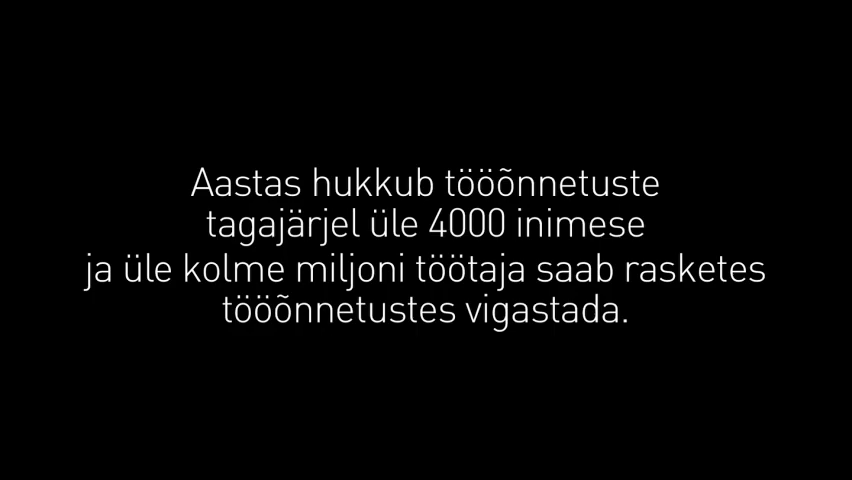 Aastas hukkub tööõnnetuste
tagajärjel üle 4000 inimese
ja üle kolme miljoni töötaja saab rasketes
tööõnnetustes vigastada.